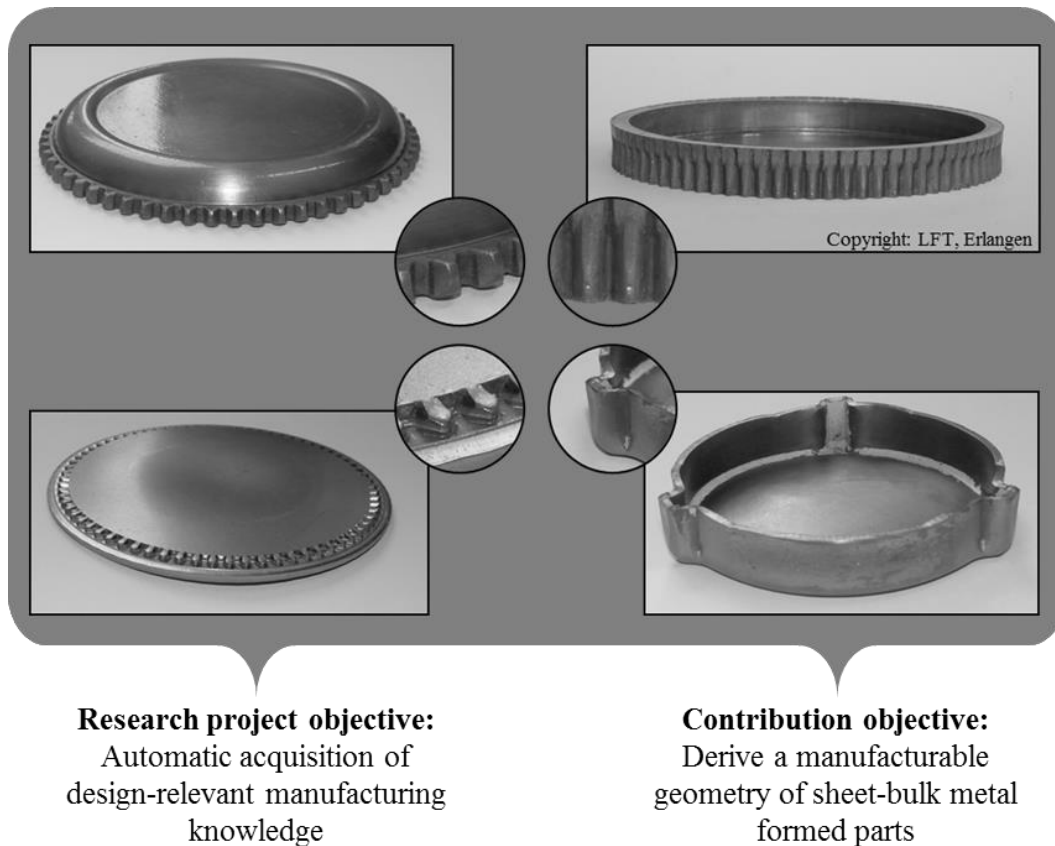 Copyright: LFT, Erlangen
Research project objective:
Automatic acquisition of
design-relevant manufacturing
knowledge
Contribution objective:
Derive a manufacturable
geometry of sheet-bulk metal
formed parts